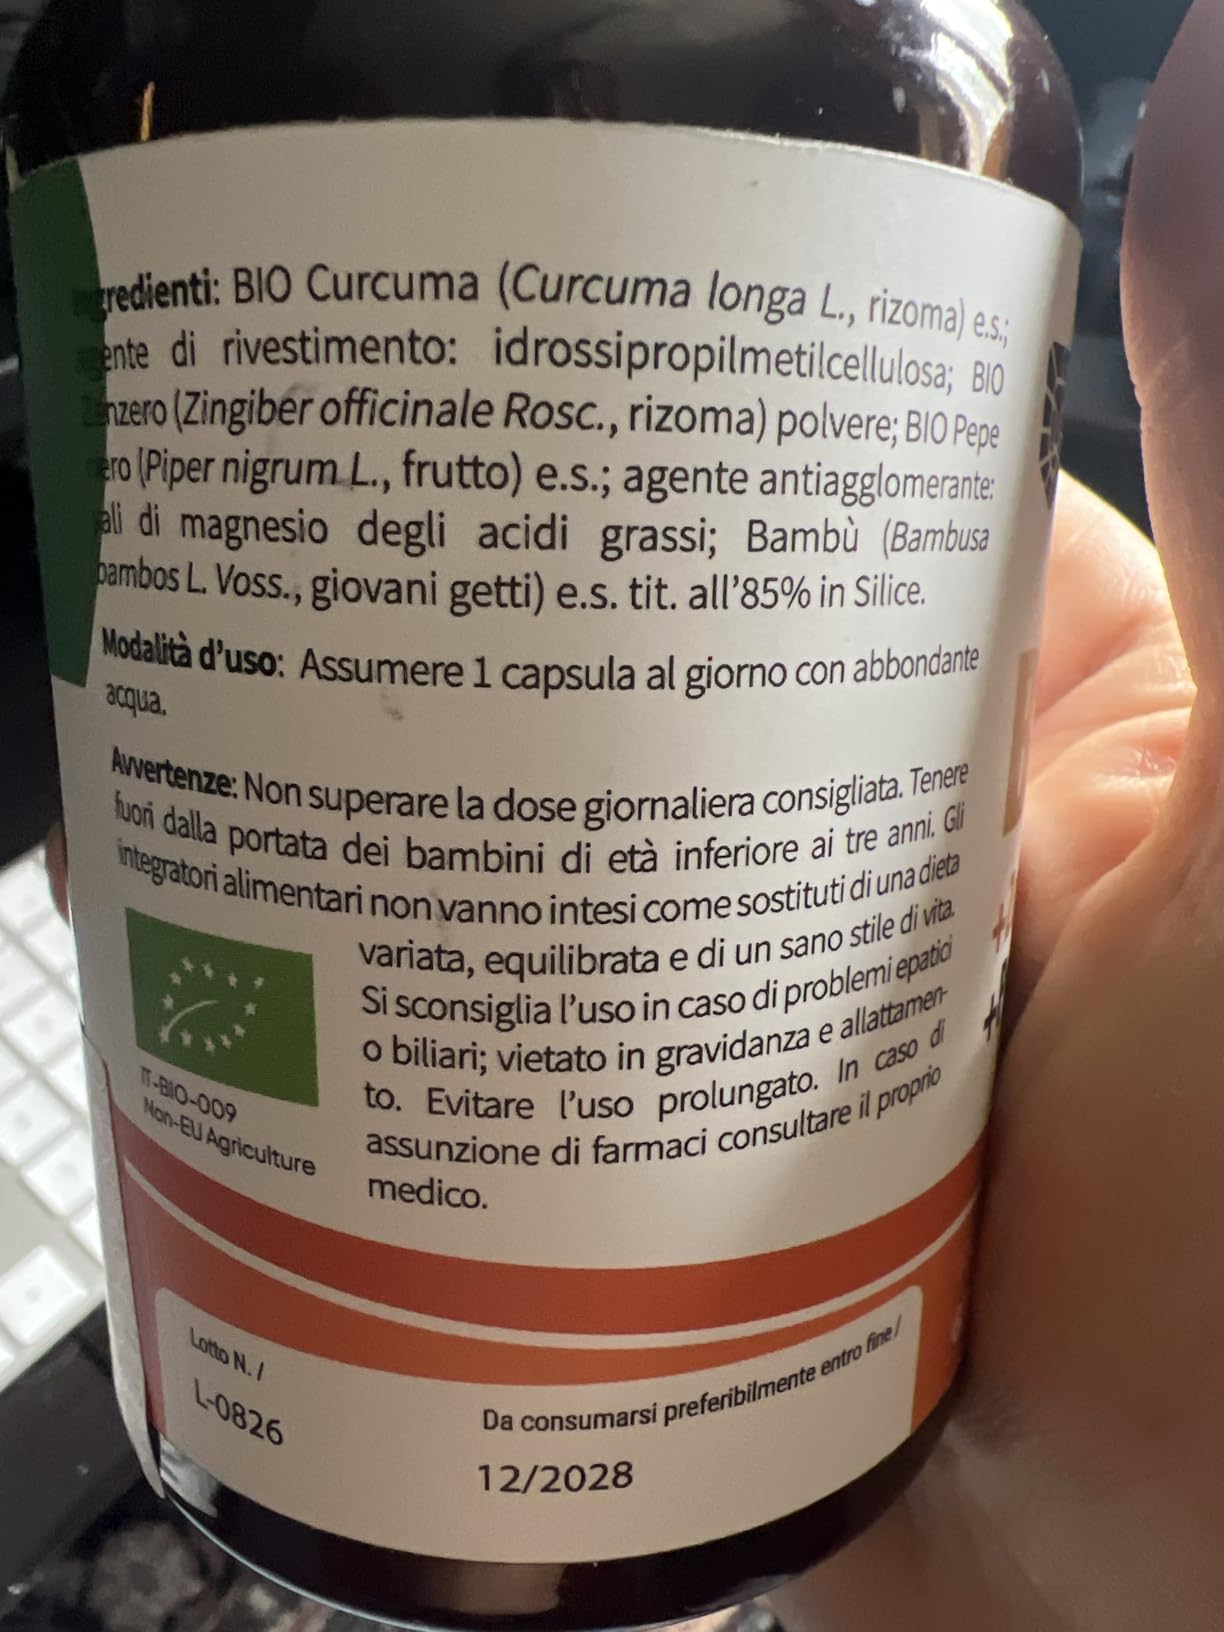 Ingredienti: BIO Curcuma (Curcuma longa L., rizoma) e.s.;
agente di rivestimento: idrossipropilmetilcellulosa; BIO
Zenzero (Zingiber officinale Rosc., rizoma) polvere; BIO Pepe
nero (Piper nigrum L., frutto) e.s.; agente antiagglomerante:
sali di magnesio degli acidi grassi; Bambù (Bambusa
bambos L. Voss., giovani getti) e.s. tit. all'85% in Silice.
Modalità d'uso: Assumere 1 capsula al giorno con abbondante
acqua.
Avvertenze: Non superare la dose giornaliera consigliata. Tenere
fuori dalla portata dei bambini di età inferiore ai tre anni. Gli
integratori alimentari non vanno intesi come sostituti di una dieta
variata, equilibrata e di un sano stile di vita.
Si sconsiglia l'uso in caso di problemi epatici
o biliari; vietato in gravidanza e allattamen-
to. Evitare l'uso prolungato. In caso di
assunzione di farmaci consultare il proprio
medico.
IT-BIO-009
Non-EU Agriculture
Lotto N. /
L-0826
Da consumarsi preferibilmente entro fine /
12/2028